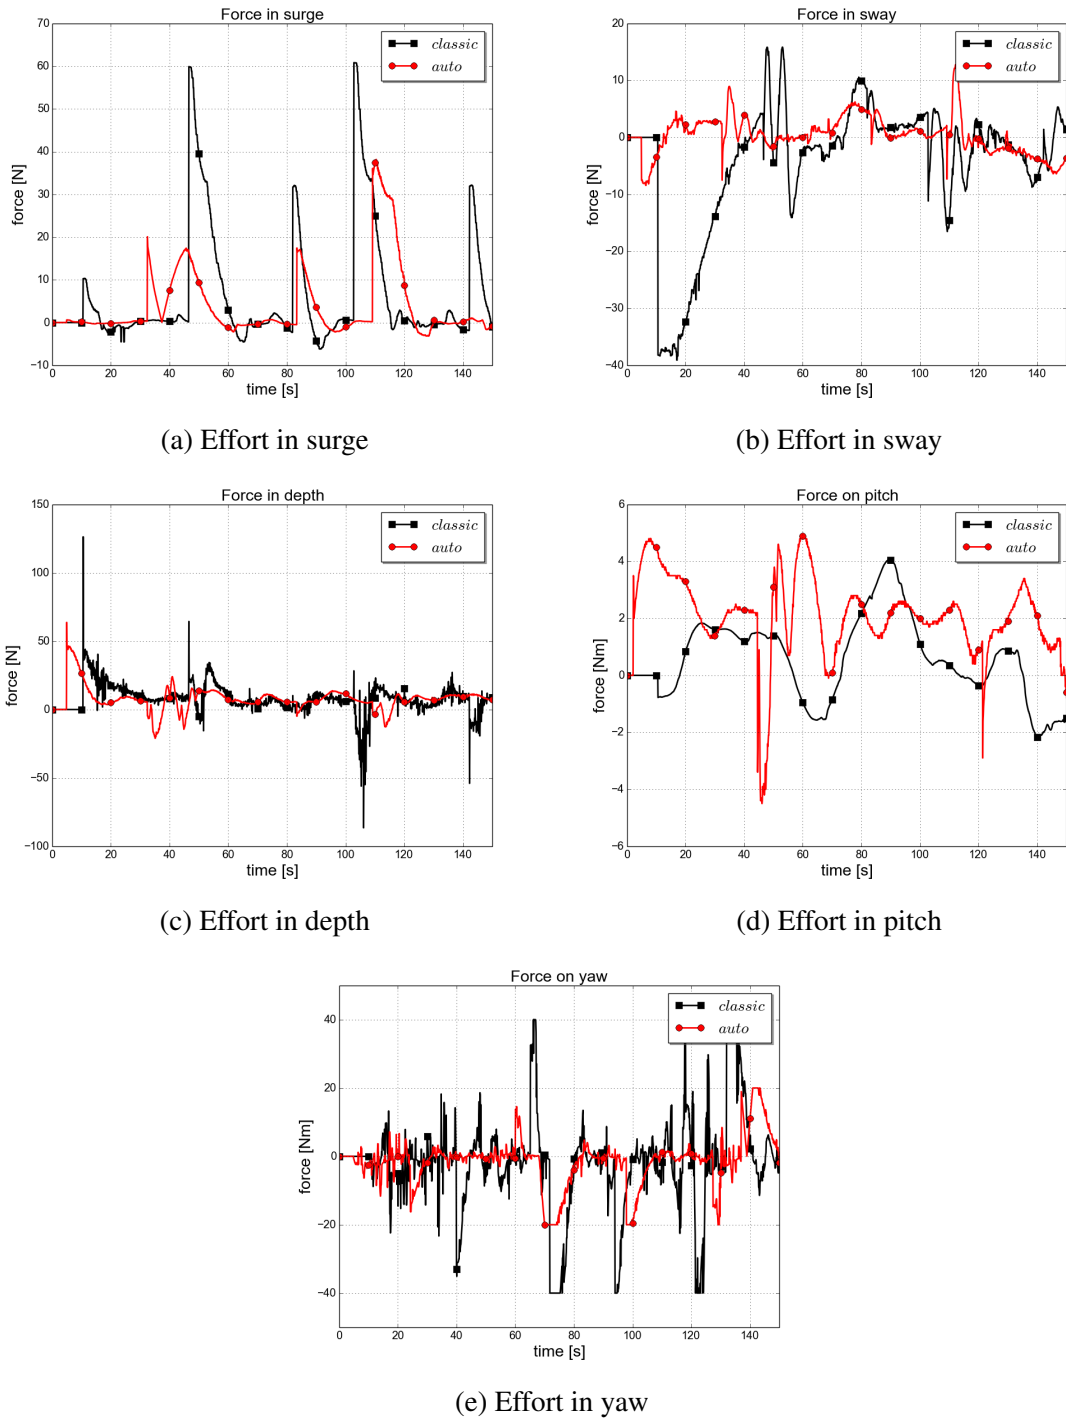 Force in surge
70
60
50
40
30
20
10
0
−10
force [N]
classic
auto
0 20 40 60 80 100 120 140
time [s]
(a) Effort in surge
Force in sway
20
10
0
−10
−20
−30
−40
force [N]
classic
auto
0 20 40 60 80 100 120 140
time [s]
(b) Effort in sway
Force in depth
150
100
50
0
−50
−100
force [N]
classic
auto
0 20 40 60 80 100 120 140
time [s]
(c) Effort in depth
Force on pitch
6
4
2
0
−2
−4
−6
force [Nm]
classic
auto
0 20 40 60 80 100 120 140
time [s]
(d) Effort in pitch
Force on yaw
40
20
0
−20
−40
force [Nm]
classic
auto
0 20 40 60 80 100 120 140
time [s]
(e) Effort in yaw